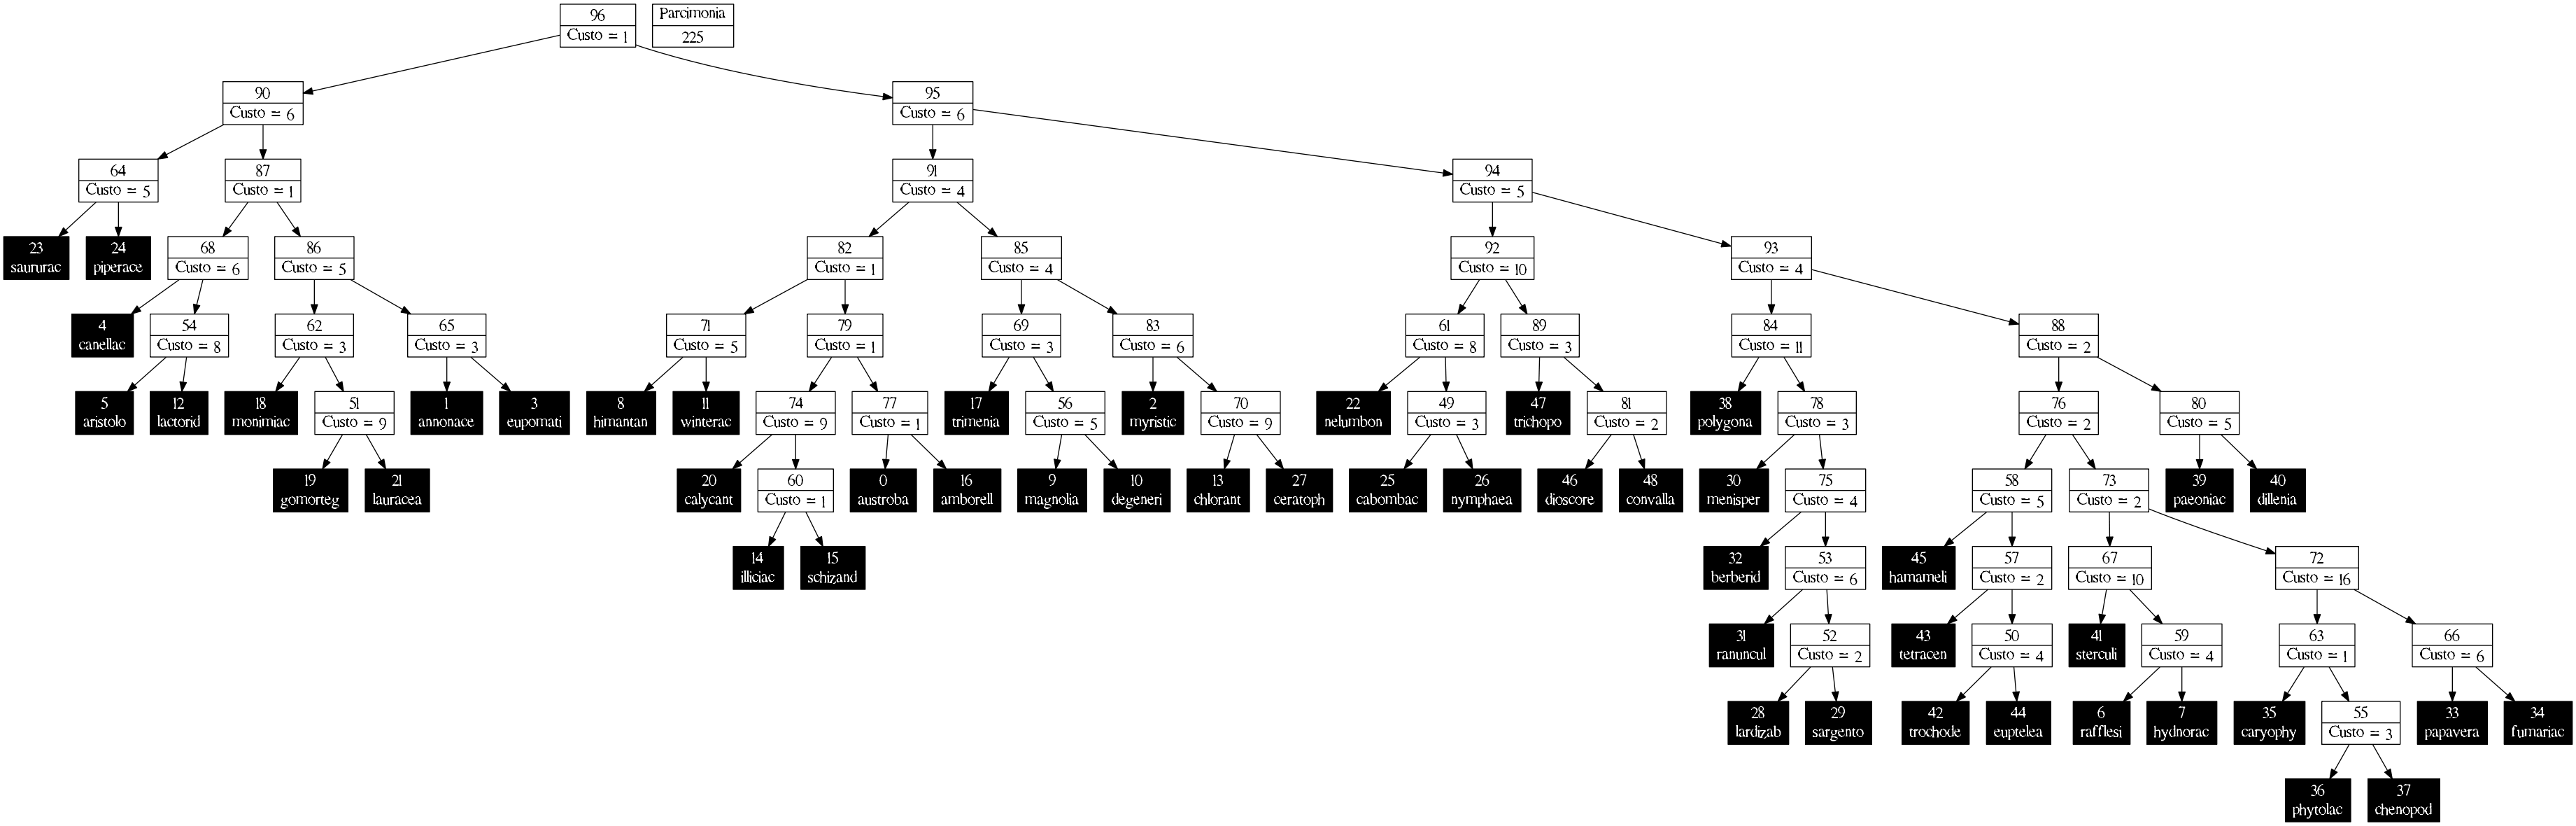 96
Custo = 1
Parcimonia
225
90
Custo = 6
95
Custo = 6
64
Custo = 5
87
Custo = 1
91
Custo = 4
94
Custo = 5
23
saururac
24
piperace
68
Custo = 6
86
Custo = 5
82
Custo = 1
85
Custo = 4
92
Custo = 10
93
Custo = 4
4
canellac
54
Custo = 8
62
Custo = 3
65
Custo = 3
71
Custo = 5
79
Custo = 1
69
Custo = 3
83
Custo = 6
61
Custo = 8
89
Custo = 3
84
Custo = 11
88
Custo = 2
5
aristolo
12
lactorid
18
monimiac
51
Custo = 9
1
annonace
3
eupomati
8
himantan
11
winterac
74
Custo = 9
77
Custo = 1
17
trimenia
56
Custo = 5
2
myristic
70
Custo = 9
22
nelumbon
49
Custo = 3
47
trichopo
81
Custo = 2
38
polygona
78
Custo = 3
76
Custo = 2
80
Custo = 5
19
gomorteg
21
lauracea
20
calycant
60
Custo = 1
0
austroba
16
amborell
9
magnolia
10
degeneri
13
chlorant
27
ceratoph
25
cabombac
26
nymphaea
46
dioscore
48
convalla
30
menisper
75
Custo = 4
58
Custo = 5
73
Custo = 2
39
paeoniac
40
dillenia
14
illiciac
15
schizand
32
berberid
53
Custo = 6
45
hamameli
57
Custo = 2
67
Custo = 10
72
Custo = 16
31
ranuncul
52
Custo = 2
43
tetracen
50
Custo = 4
41
sterculi
59
Custo = 4
63
Custo = 1
66
Custo = 6
28
lardizab
29
sargento
42
trochode
44
euptelea
6
rafflesi
7
hydnorac
35
caryophy
55
Custo = 3
33
papavera
34
fumariac
36
phytolac
37
chenopod